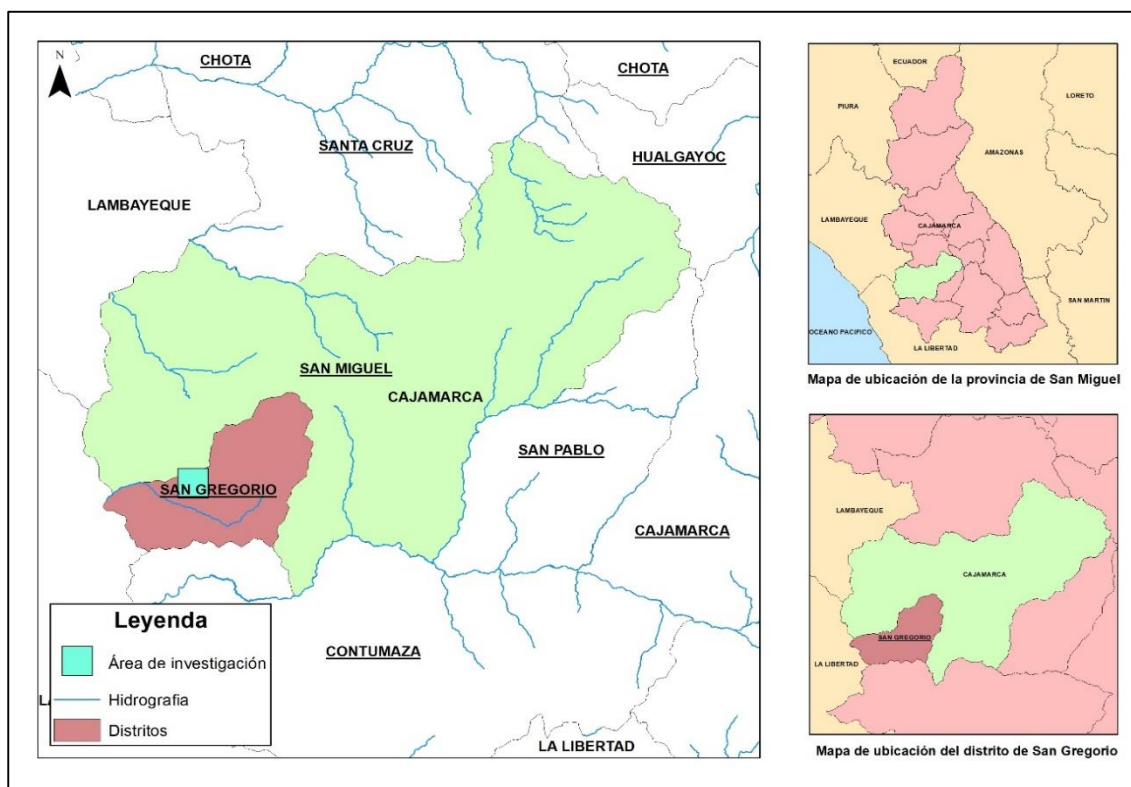 N
CHOTA
CHOTA
SANTA CRUZ
HUALGAYOC
LAMBAYEQUE
SAN MIGUEL
CAJAMARCA
SAN PABLO
SAN GREGORIO
CAJAMARCA
CONTUMAZA
LA LIBERTAD
Leyenda
Área de investigación
Hidrografia
Distritos
ECUADOR
PIURA
LORETO
AMAZONAS
LAMBAYEQUE
CAJAMARCA
SAN MARTIN
OCEANO PACIFICO
LA LIBERTAD
Mapa de ubicación de la provincia de San Miguel
LAMBAYEQUE
CAJAMARCA
SAN GREGORIO
LA LIBERTAD
Mapa de ubicación del distrito de San Gregorio